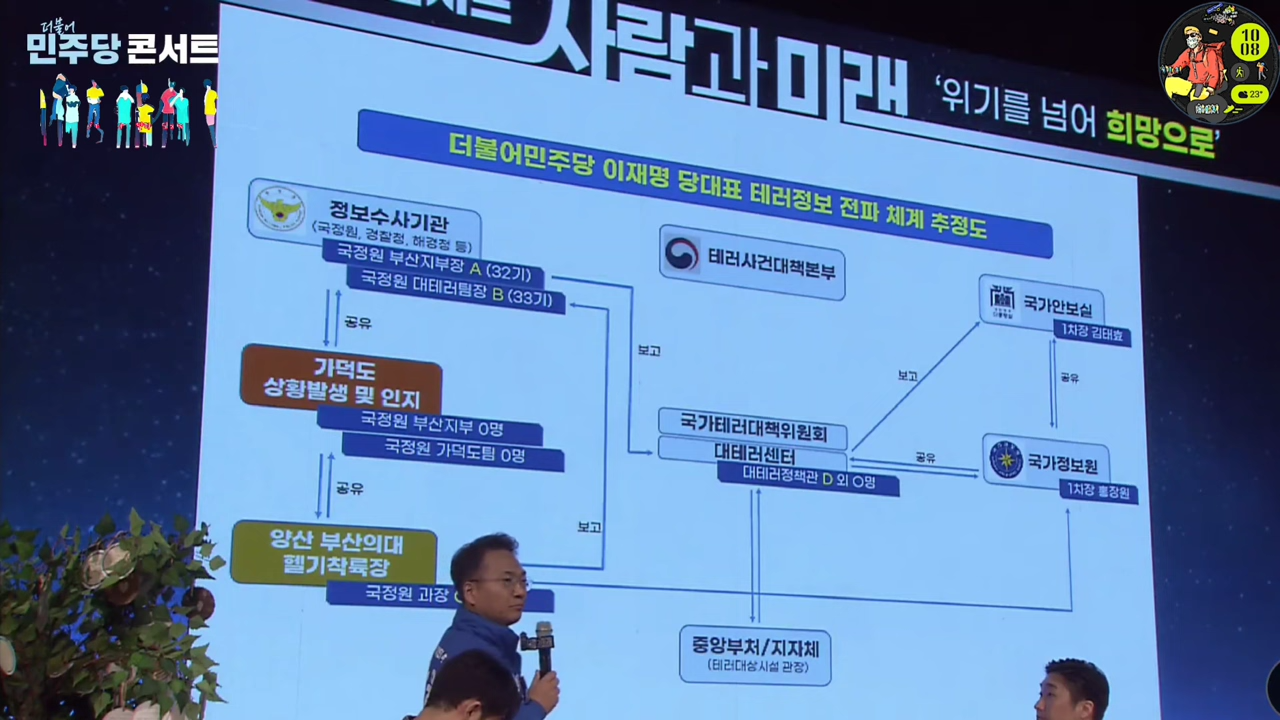 더불어
민주당 콘서트
사람과 미래 '위기를 넘어 희망으로'
10
08
23°
더불어민주당 이재명 당대표 테러정보 전파 체계 추정도
정보수사기관
(국정원, 경찰청, 해경청 등)
국정원 부산지부장 A (32기)
국정원 대테러팀장 B (33기)
테러사건대책본부
국가안보실
1차장 김태효
공유
보고
보고
공유
가덕도
상황발생 및 인지
국정원 부산지부 0명
국정원 가덕도팀 0명
국가테러대책위원회
대테러센터
대테러정책관 D 외 O명
공유
국가정보원
1차장 홍장원
공유
보고
양산 부산의대
헬기착륙장
국정원 과장
중앙부처/지자체
(테러대상시설 관장)